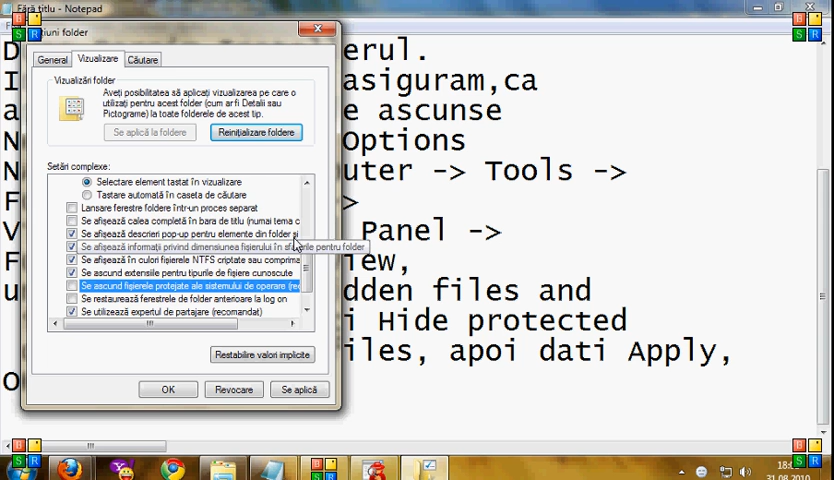 Fără titlu - Notepad
țiuni folder
erul.
General
Vizualizare
Căutare
Vizualizări folder
Aveți posibilitatea să aplicați vizualizarea pe care o
utilizați pentru acest folder (cum ar fi Detalii sau
Pictograme) la toate folderele de acest tip.
Se aplică la foldere
Reinițializare foldere
asiguram,ca
e ascunse
Options
uter -> Tools ->
>
Panel ->
iew,
dden files and
i Hide protected
iles, apoi dati Apply,
Setări complexe:
Selectare element tastat în vizualizare
Tastare automată în caseta de căutare
Lansare ferestre folder într-un proces separat
Se afișează calea completă în bara de titlu (numai tema c
Se afișează descrieri pop-up pentru elemente din folder și
Se afișează informații privind dimensiunea fișierului în sfaturile pentru folder
Se afișează în culori fișierele NTFS criptate sau comprima
Se ascund extensiile pentru tipurile de fișiere cunoscute
Se ascund fișierele protejate ale sistemului de operare (rec
Se restaurează ferestrele de folder anterioare la log on
Se utilizează expertul de partajare (recomandat)
Restabilire valori implicite
OK
Revocare
Se aplică
31.08.2010